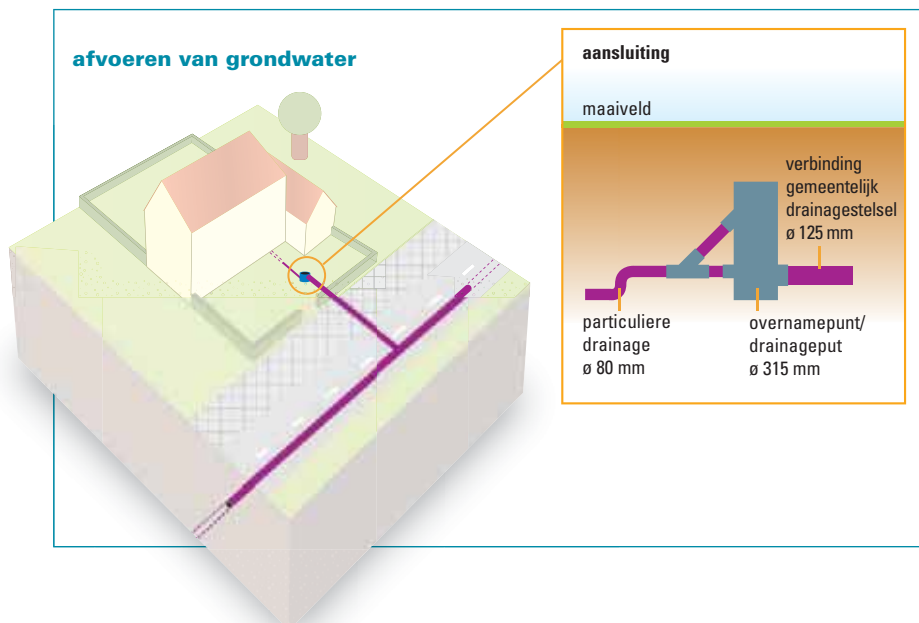 afvoeren van grondwater
aansluiting
maaiveld
verbinding
gemeentelijk
drainagestelsel
ø 125 mm
particuliere
drainage
ø 80 mm
overnamepunt/
drainageput
ø 315 mm